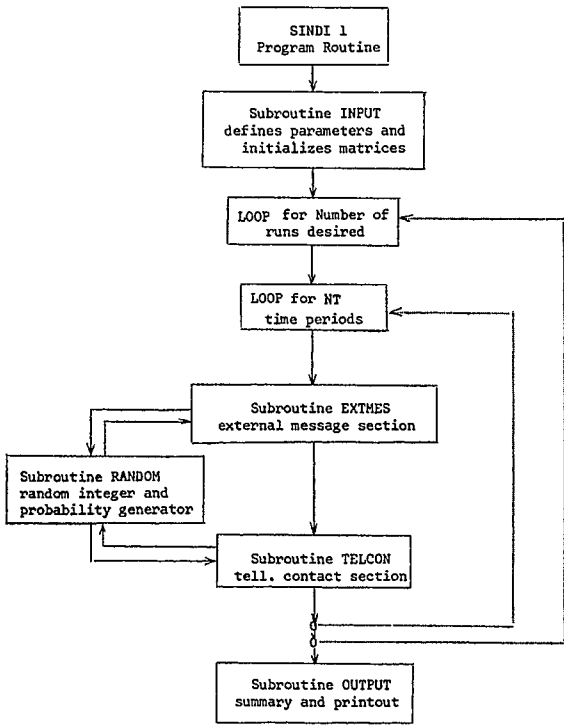 SINDI 1
Program Routine
Subroutine INPUT
defines parameters and
initializes matrices
LOOP for Number of
runs desired
LOOP for NT
time periods
Subroutine EXTMES
external message section
Subroutine RANDOM
random integer and
probability generator
Subroutine TELCON
tell. contact section
Subroutine OUTPUT
summary and printout